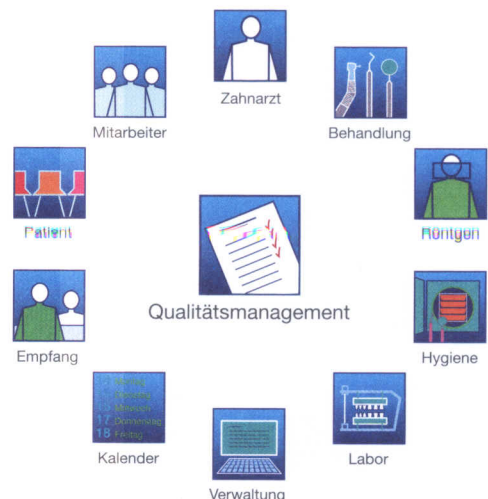 Zahnarzt
Mitarbeiter
Behandlung
Patient
Röntgen
Qualitätsmanagement
Empfang
Hygiene
17 Donnerstag
18 Freitag
Kalender
Labor
Verwaltung